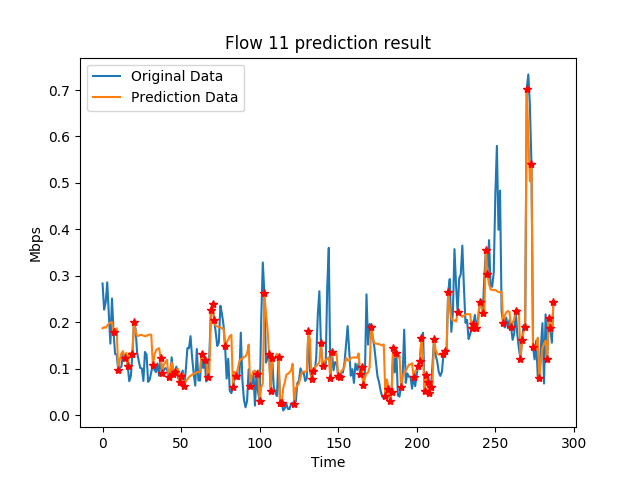 Flow 11 prediction result
Original Data
Prediction Data
Mbps
0.7
0.6
0.5
0.4
0.3
0.2
0.1
0.0
0 50 100 150 200 250 300
Time